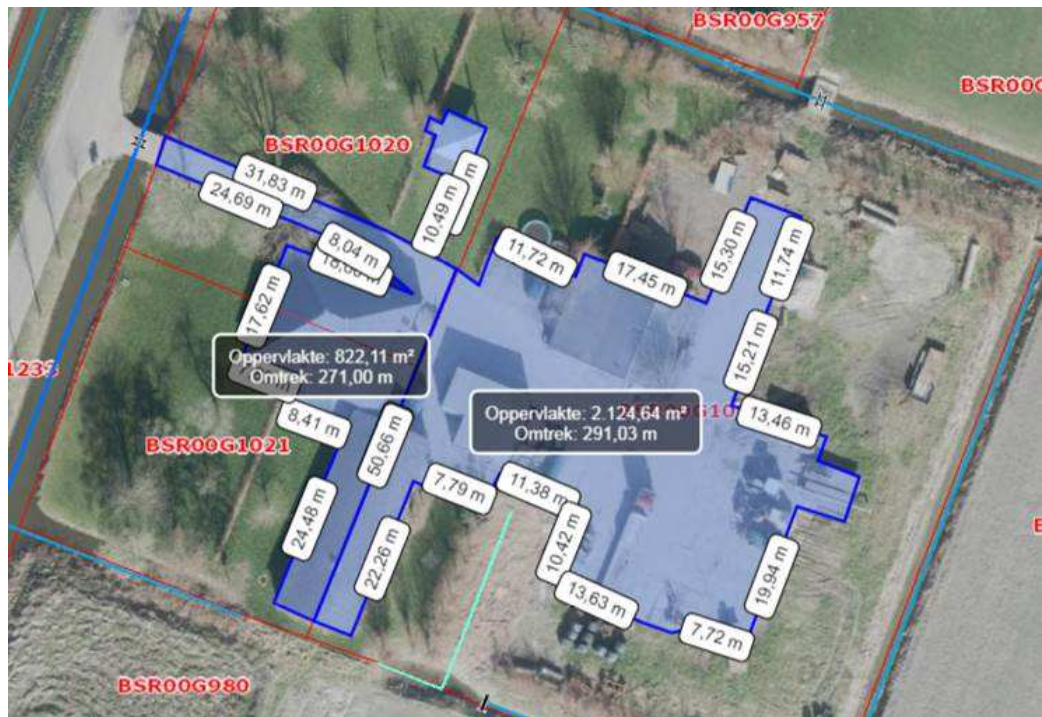 BSR00G957
BSR00G
BSR00G1020
31,83 m
24,69 m
10,49 m
m
8,04 m
11,72 m
17,45 m
15,30 m
11,74 m
17,62 m
15,21 m
Oppervlakte: 822,11 m²
Omtrek: 271,00 m
Oppervlakte: 2.124,64 m²
Omtrek: 291,03 m
13,46 m
8,41 m
BSR00G1021
50,66 m
7,79 m
11,38 m
24,48 m
22,26 m
10,42 m
13,63 m
19,94 m
7,72 m
BSR00G980